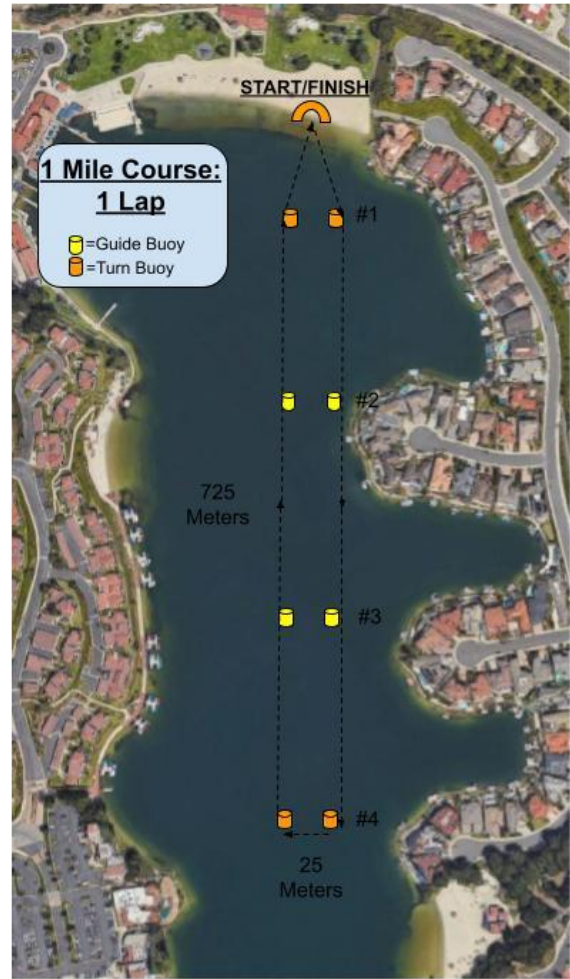 START/FINISH
1 Mile Course:
1 Lap
=Guide Buoy
=Turn Buoy
#1
#2
725
Meters
#3
#4
25
Meters